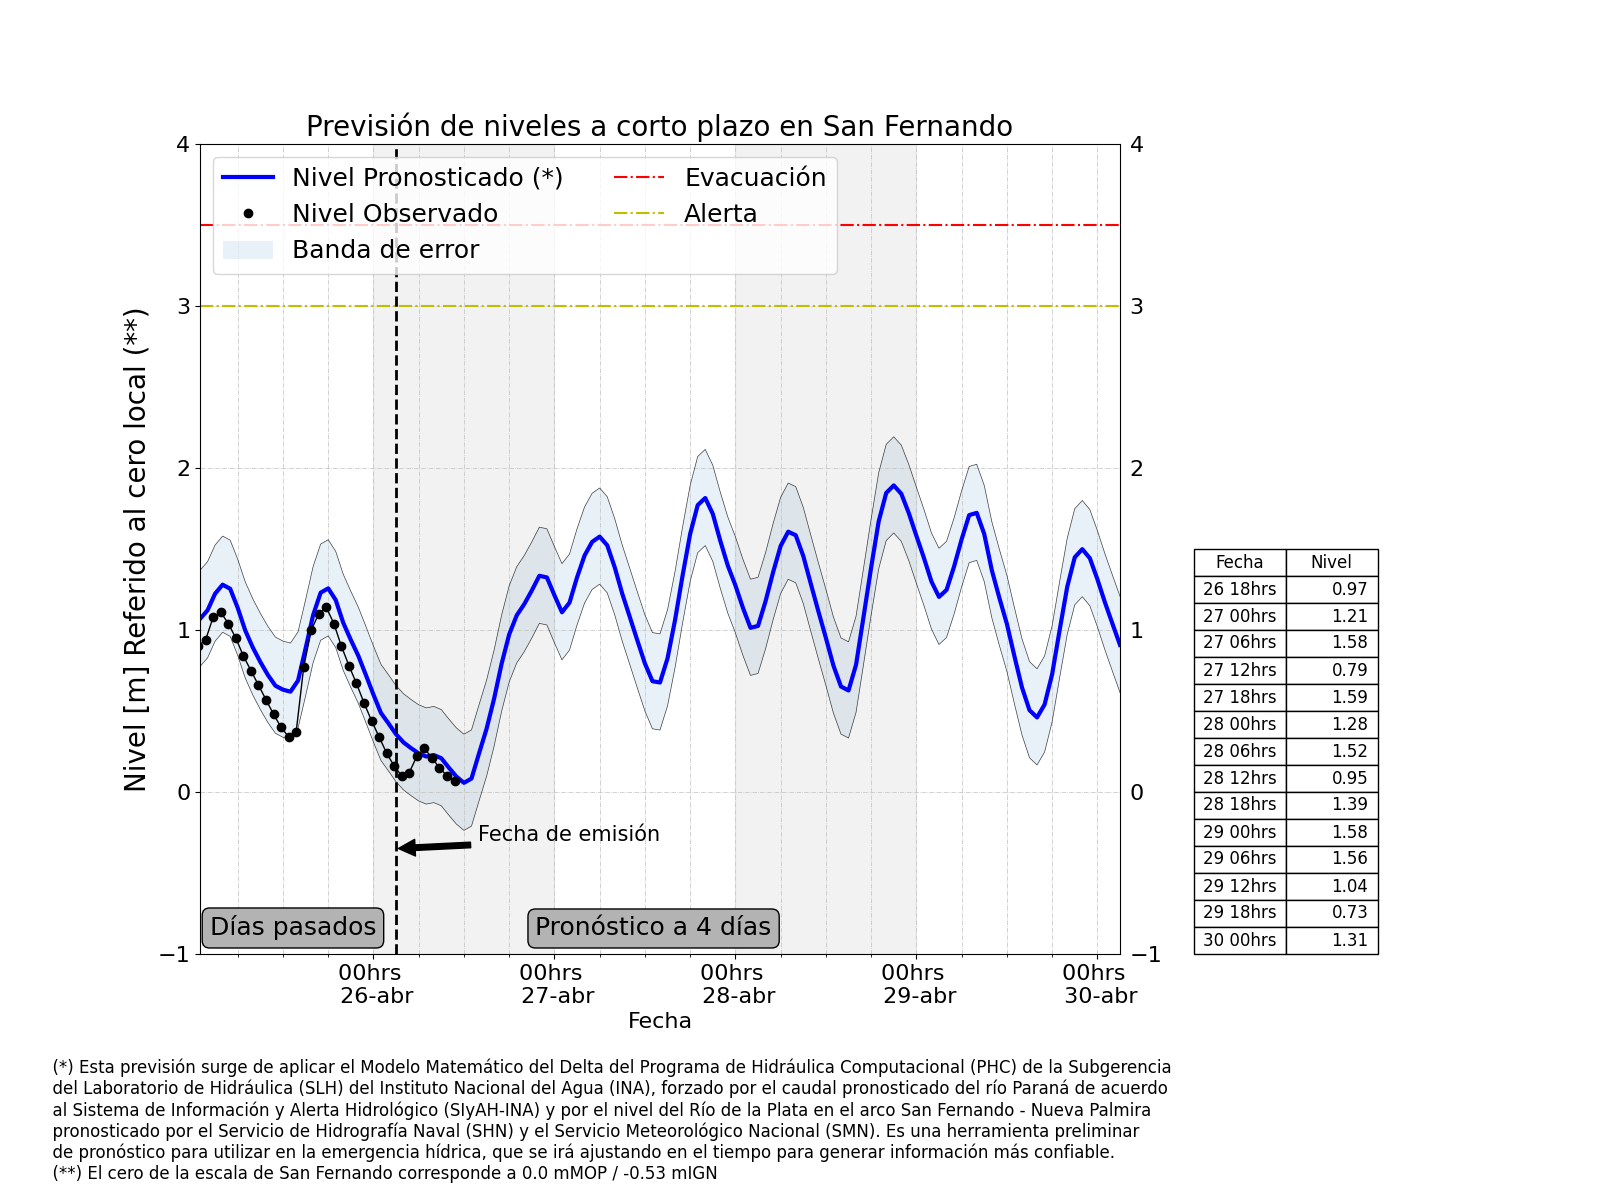 Previsión de niveles a corto plazo en San Fernando
Nivel Pronosticado (*)
Nivel Observado
Banda de error
Evacuación
Alerta
Nivel [m] Referido al cero local (**)
4
3
2
1
0
−1
4
3
2
1
0
−1
Fecha de emisión
Días pasados
Pronóstico a 4 días
00hrs
26-abr
00hrs
27-abr
00hrs
28-abr
00hrs
29-abr
00hrs
30-abr
Fecha
Fecha Nivel
26 18hrs 0.97
27 00hrs 1.21
27 06hrs 1.58
27 12hrs 0.79
27 18hrs 1.59
28 00hrs 1.28
28 06hrs 1.52
28 12hrs 0.95
28 18hrs 1.39
29 00hrs 1.58
29 06hrs 1.56
29 12hrs 1.04
29 18hrs 0.73
30 00hrs 1.31
(*) Esta previsión surge de aplicar el Modelo Matemático del Delta del Programa de Hidráulica Computacional (PHC) de la Subgerencia
del Laboratorio de Hidráulica (SLH) del Instituto Nacional del Agua (INA), forzado por el caudal pronosticado del río Paraná de acuerdo
al Sistema de Información y Alerta Hidrológico (SIyAH-INA) y por el nivel del Río de la Plata en el arco San Fernando - Nueva Palmira
pronosticado por el Servicio de Hidrografía Naval (SHN) y el Servicio Meteorológico Nacional (SMN). Es una herramienta preliminar
de pronóstico para utilizar en la emergencia hídrica, que se irá ajustando en el tiempo para generar información más confiable.
(**) El cero de la escala de San Fernando corresponde a 0.0 mMOP / -0.53 mIGN